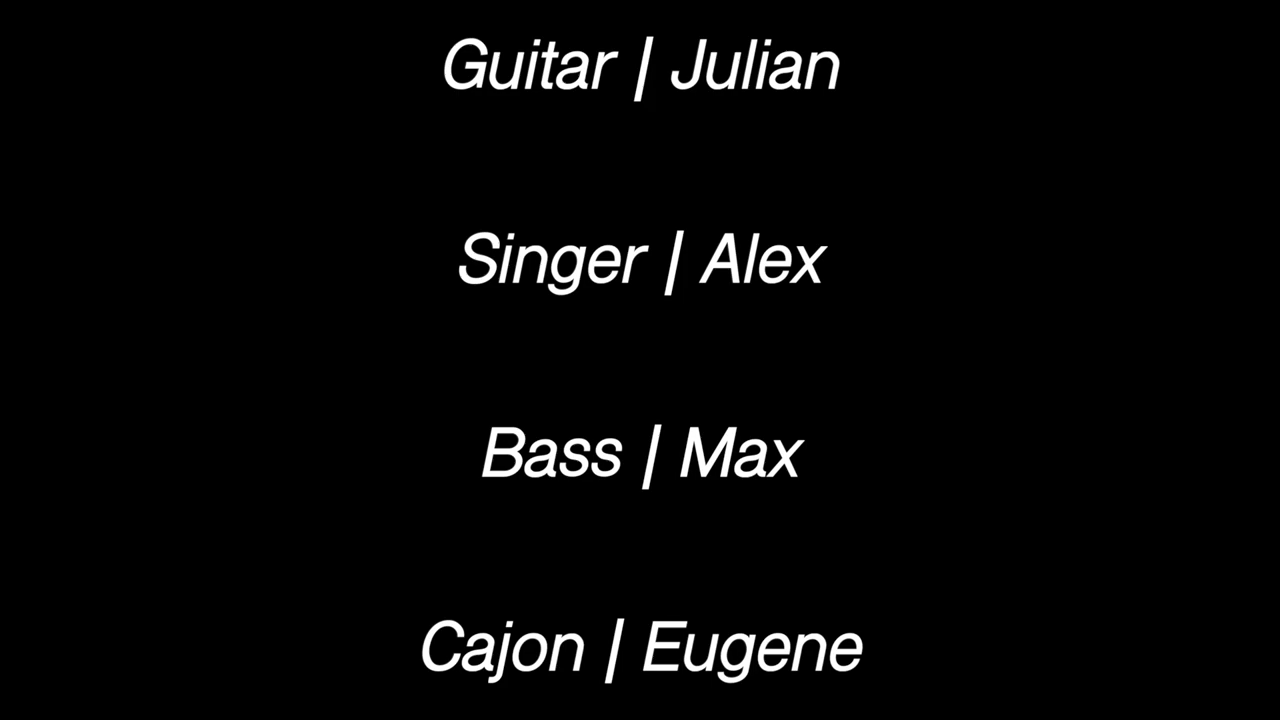 Guitar | Julian
Singer | Alex
Bass | Max
Cajon | Eugene